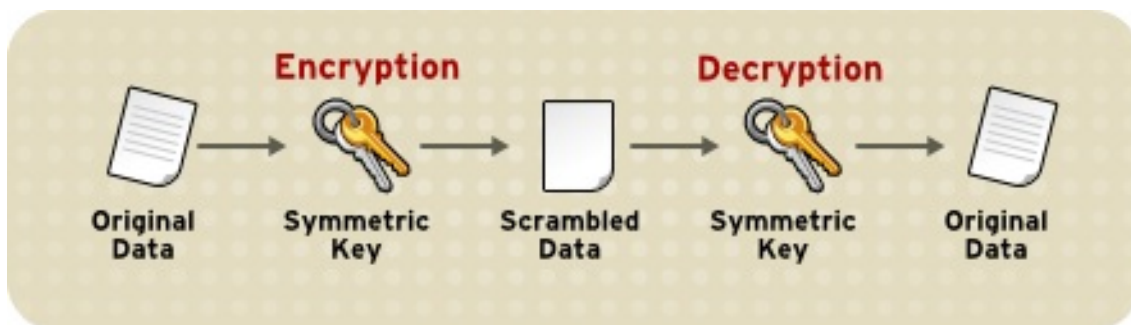 Encryption
Decryption
Original
Data
Symmetric
Key
Scrambled
Data
Symmetric
Key
Original
Data